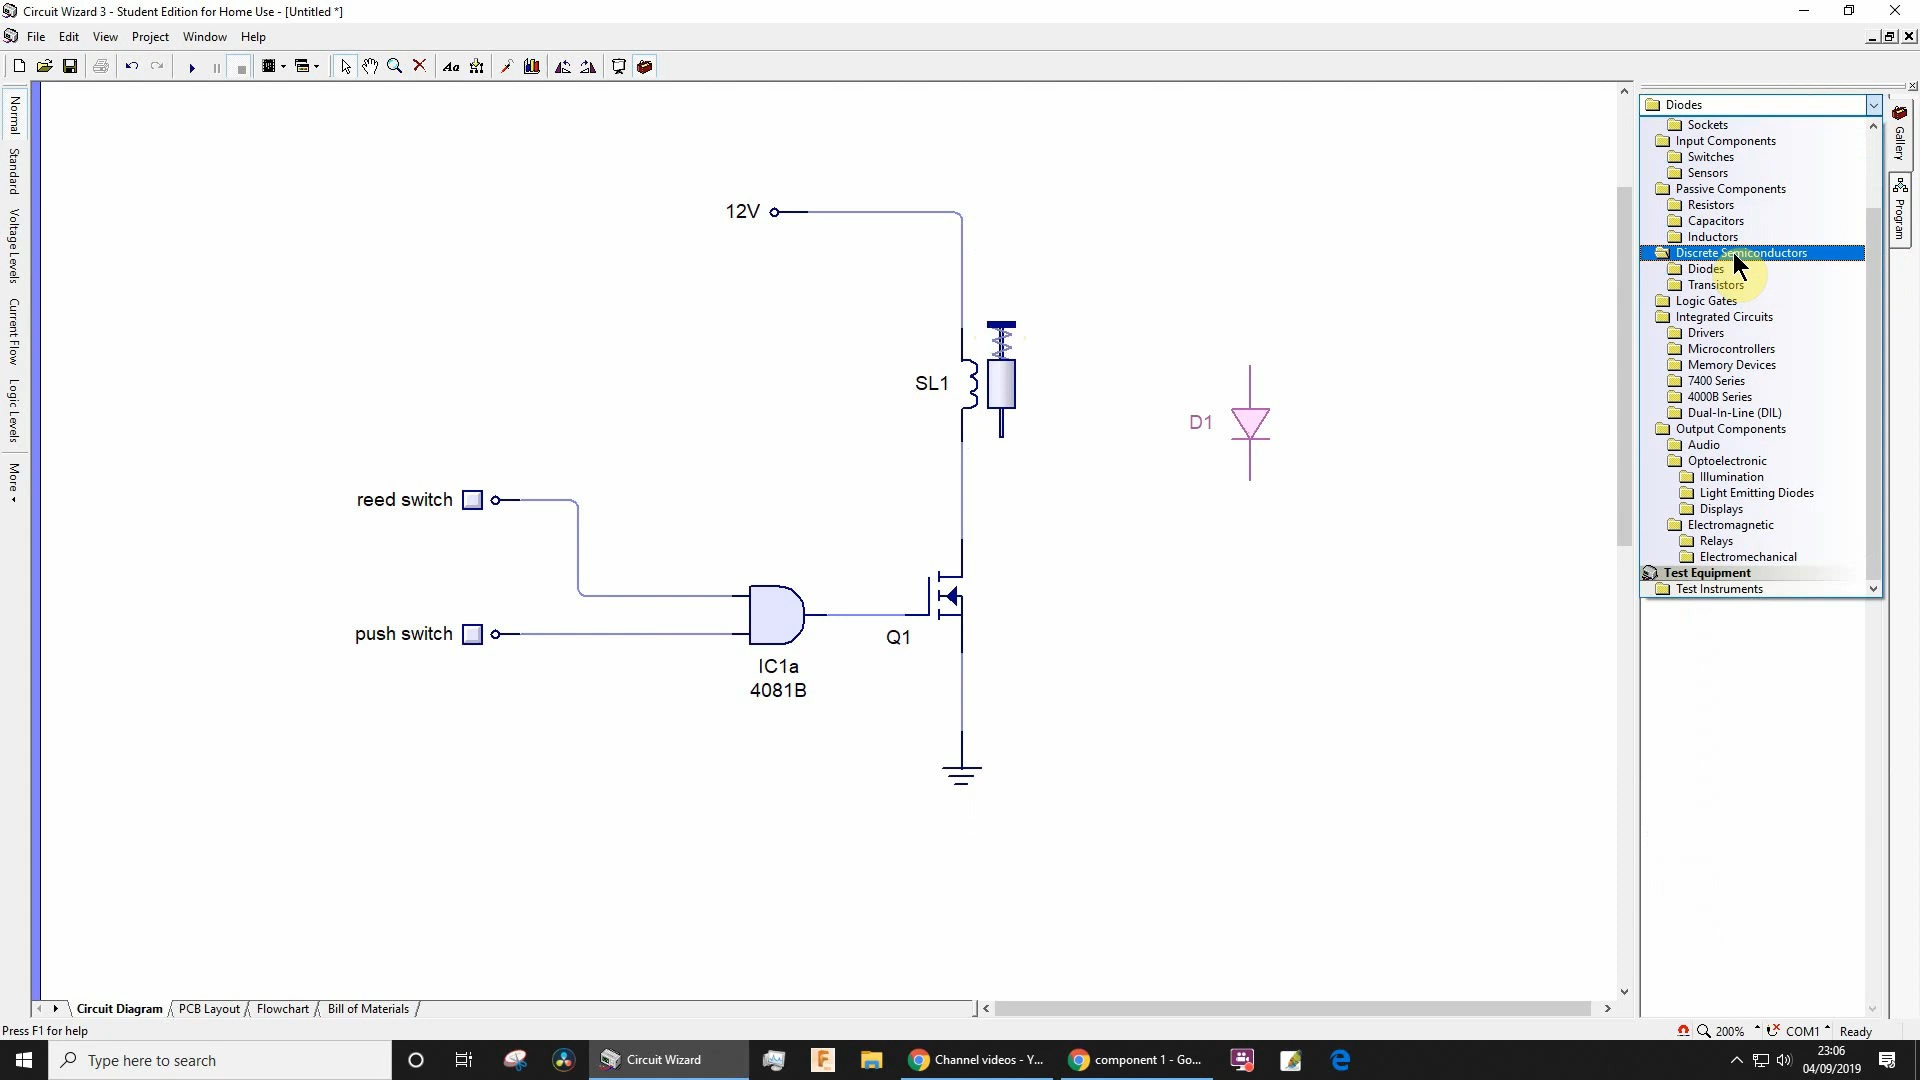 Circuit Wizard 3 - Student Edition for Home Use - [Untitled *]
File Edit View Project Window Help
Aa
Normal
Standard
Voltage Levels
Current Flow
Logic Levels
More
12V
SL1
D1
reed switch
push switch
IC1a
4081B
Q1
Diodes
Sockets
Input Components
Switches
Sensors
Passive Components
Resistors
Capacitors
Inductors
Discrete Semiconductors
Diodes
Transistors
Logic Gates
Integrated Circuits
Drivers
Microcontrollers
Memory Devices
7400 Series
4000B Series
Dual-In-Line (DIL)
Output Components
Audio
Optoelectronic
Illumination
Light Emitting Diodes
Displays
Electromagnetic
Relays
Electromechanical
Test Equipment
Test Instruments
Gallery
Program
Circuit Diagram PCB Layout Flowchart Bill of Materials
Press F1 for help
200% COM1 Ready
Type here to search
Circuit Wizard
Channel videos - Y...
component 1 - Go...
23:06
04/09/2019